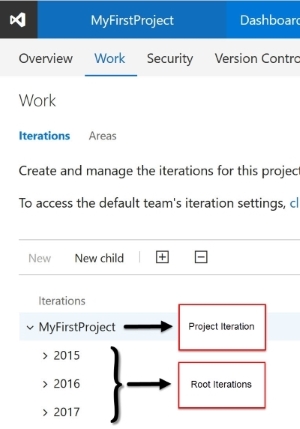 MyFirstProject Dashboard
Overview Work Security Version Contro
Work
Iterations Areas
Create and manage the iterations for this project
To access the default team's iteration settings, cl
New New child
Iterations
MyFirstProject Project Iteration
2015
2016 Root Iterations
2017